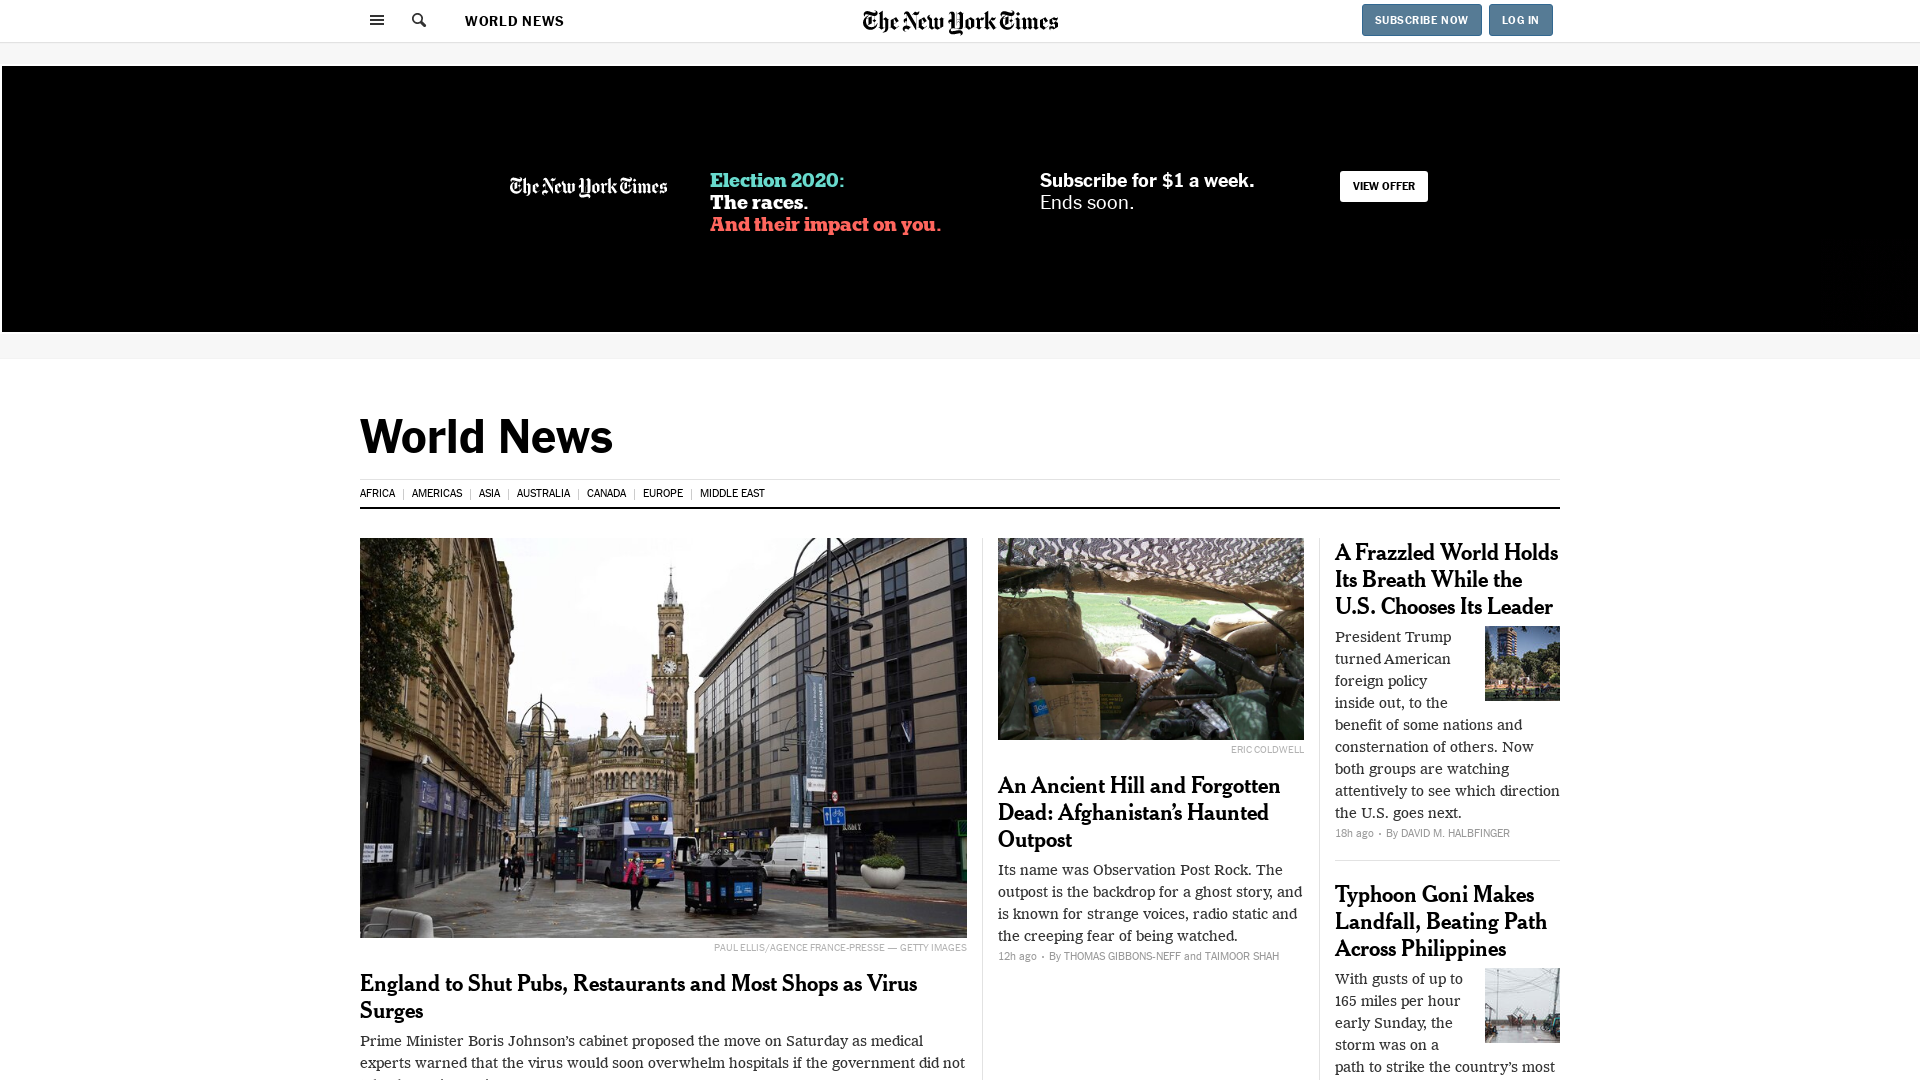 WORLD NEWS
The New York Times
SUBSCRIBE NOW
LOG IN
The New York Times
Election 2020:
The races.
And their impact on you.
Subscribe for $1 a week.
Ends soon.
VIEW OFFER
World News
AFRICA
AMERICAS
ASIA
AUSTRALIA
CANADA
EUROPE
MIDDLE EAST
PAUL ELLIS/AGENCE FRANCE-PRESSE — GETTY IMAGES
England to Shut Pubs, Restaurants and Most Shops as Virus
Surges
Prime Minister Boris Johnson’s cabinet proposed the move on Saturday as medical
experts warned that the virus would soon overwhelm hospitals if the government did not
ERIC COLDWELL
An Ancient Hill and Forgotten
Dead: Afghanistan’s Haunted
Outpost
Its name was Observation Post Rock. The
outpost is the backdrop for a ghost story, and
is known for strange voices, radio static and
the creeping fear of being watched.
12h ago • By THOMAS GIBBONS-NEFF and TAIMOOR SHAH
A Frazzled World Holds
Its Breath While the
U.S. Chooses Its Leader
President Trump
turned American
foreign policy
inside out, to the
benefit of some nations and
consternation of others. Now
both groups are watching
attentively to see which direction
the U.S. goes next.
18h ago • By DAVID M. HALBFINGER
Typhoon Goni Makes
Landfall, Beating Path
Across Philippines
With gusts of up to
165 miles per hour
early Sunday, the
storm was on a
path to strike the country’s most